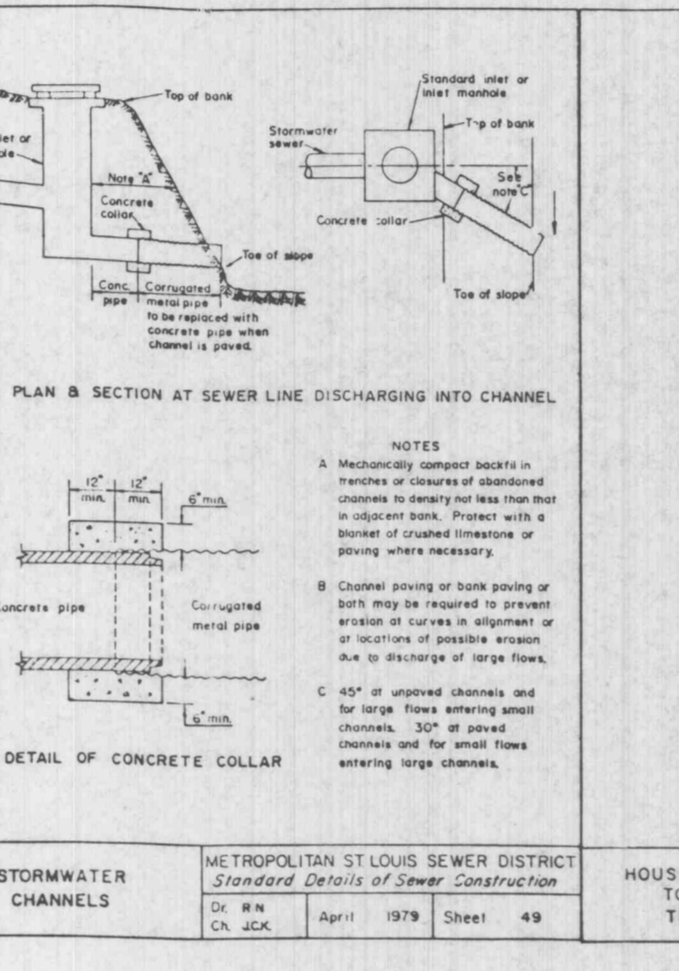 Top of bank
Note "A"
Concrete
collar
Toe of slope
Conc.
pipe
Corrugated
metal pipe
to be replaced with
concrete pipe when
channel is paved.
Standard inlet or
inlet manhole
Top of bank
Stormwater
sewer
See
note "C"
Concrete collar
Toe of slope
PLAN & SECTION AT SEWER LINE DISCHARGING INTO CHANNEL
12"
min.
12"
min.
6" min.
Concrete pipe
Corrugated
metal pipe
6" min.
DETAIL OF CONCRETE COLLAR
NOTES
A Mechanically compact backfil in
trenches or closures of abandoned
channels to density not less than that
in adjacent bank. Protect with a
blanket of crushed limestone or
paving where necessary.
B Channel paving or bank paving or
both may be required to prevent
erosion at curves in alignment or
at locations of possible erosion
due to discharge of large flows.
C 45° at unpaved channels and
for large flows entering small
channels. 30° at paved
channels and for small flows
entering large channels.
STORMWATER
CHANNELS
METROPOLITAN ST LOUIS SEWER DISTRICT
Standard Details of Sewer Construction
Dr. R N
Ch. J.C.K.
April 1979
Sheet 49
HOUS